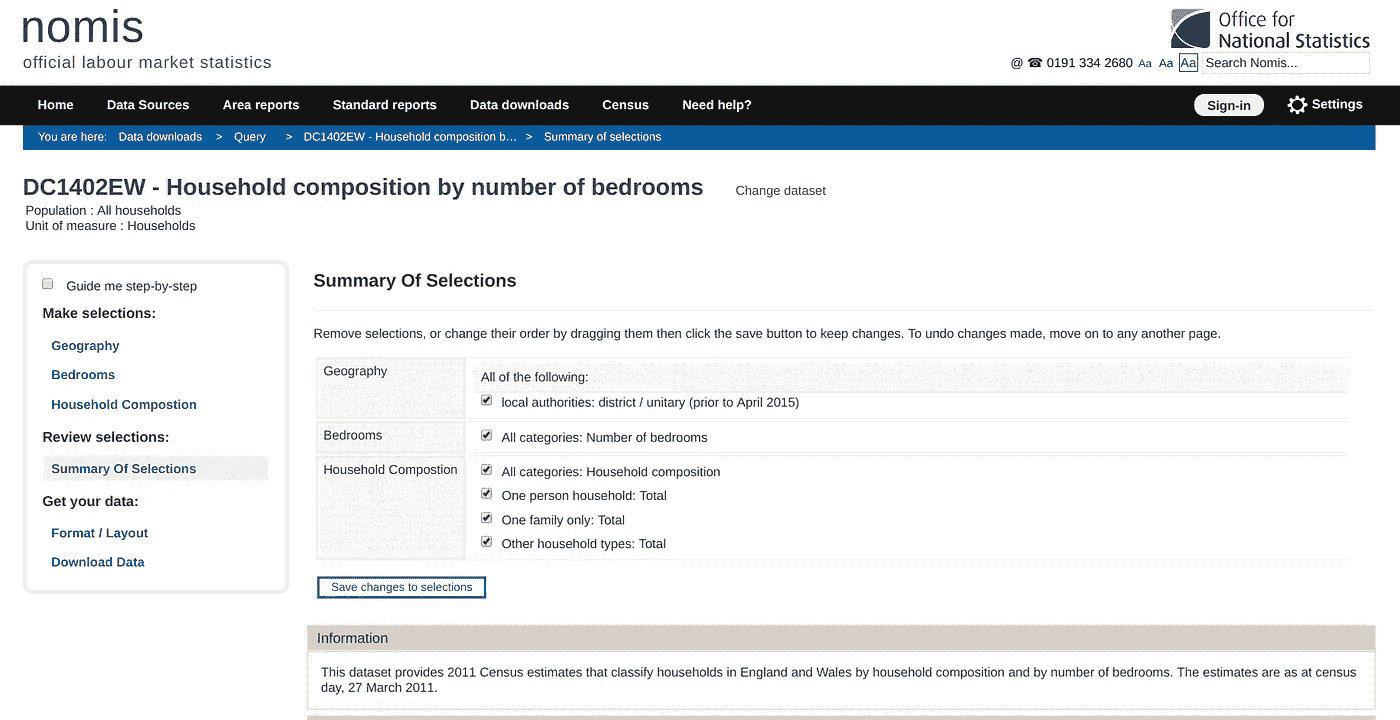 nomis
official labour market statistics
Office for
National Statistics
@ ☎ 0191 334 2680 Aa Aa Aa Search Nomis...
Home Data Sources Area reports Standard reports Data downloads Census Need help? Sign-in Settings
You are here: Data downloads > Query > DC1402EW - Household composition b... > Summary of selections
DC1402EW - Household composition by number of bedrooms Change dataset
Population : All households
Unit of measure : Households
Guide me step-by-step
Make selections:
Geography
Bedrooms
Household Compostion
Review selections:
Summary Of Selections
Get your data:
Format / Layout
Download Data
Summary Of Selections
Remove selections, or change their order by dragging them then click the save button to keep changes. To undo changes made, move on to any another page.
Geography
All of the following:
local authorities: district / unitary (prior to April 2015)
Bedrooms
All categories: Number of bedrooms
Household Compostion
All categories: Household composition
One person household: Total
One family only: Total
Other household types: Total
Save changes to selections
Information
This dataset provides 2011 Census estimates that classify households in England and Wales by household composition and by number of bedrooms. The estimates are as at census
day, 27 March 2011.